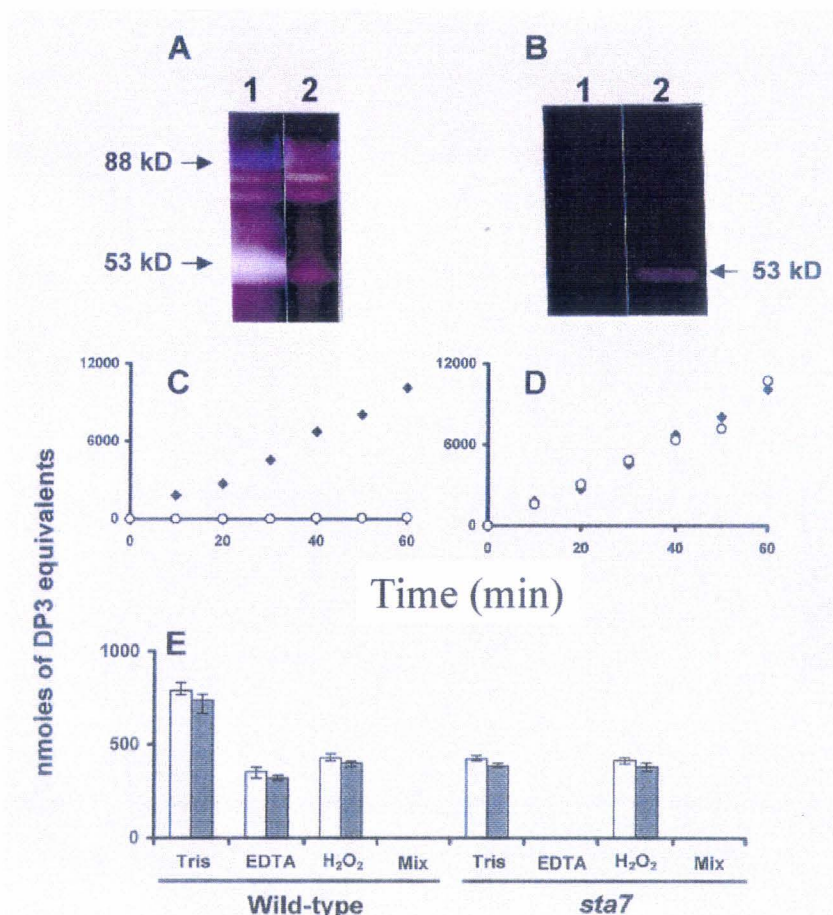 A B
1 2 2
1
88 kD →
53 kD → ← 53 kD
12000 C 12000 D
6000 6000
0 0
0 20 40 60 0 20 40 60
Time (min)
nmoles of DP3 equivalents
1000 E
500
0
Tris EDTA H₂O₂ Mix Tris EDTA H₂O₂ Mix
Wild-type sta7